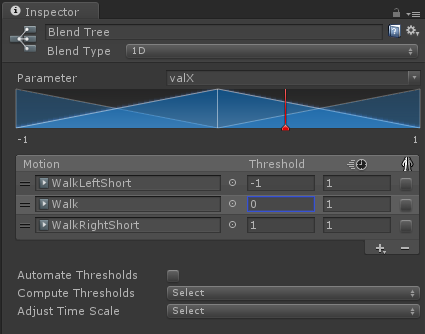 Inspector
Blend Tree
Blend Type 1D
Parameter valX
-1 1
Motion Threshold
WalkLeftShort -1 1
Walk 0 1
WalkRightShort 1 1
+ −
Automate Thresholds
Compute Thresholds Select
Adjust Time Scale Select